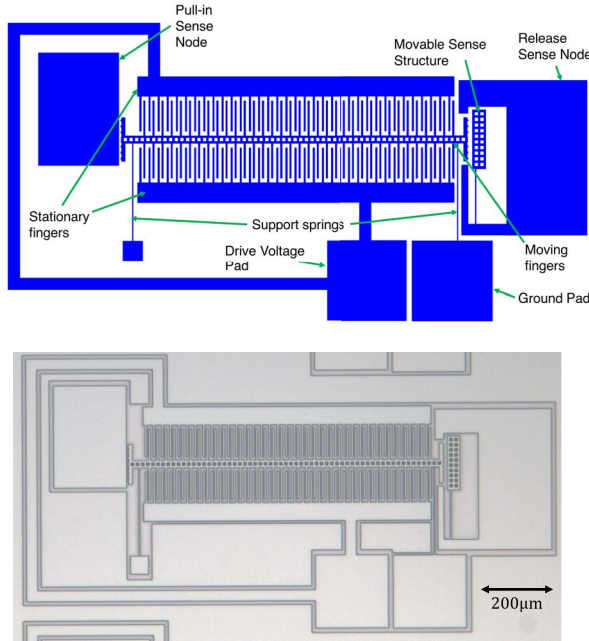 Pull-in
Sense
Node
Movable Sense
Structure
Release
Sense Node
Stationary
fingers
Support springs
Drive Voltage
Pad
Moving
fingers
Ground Pad
200μm